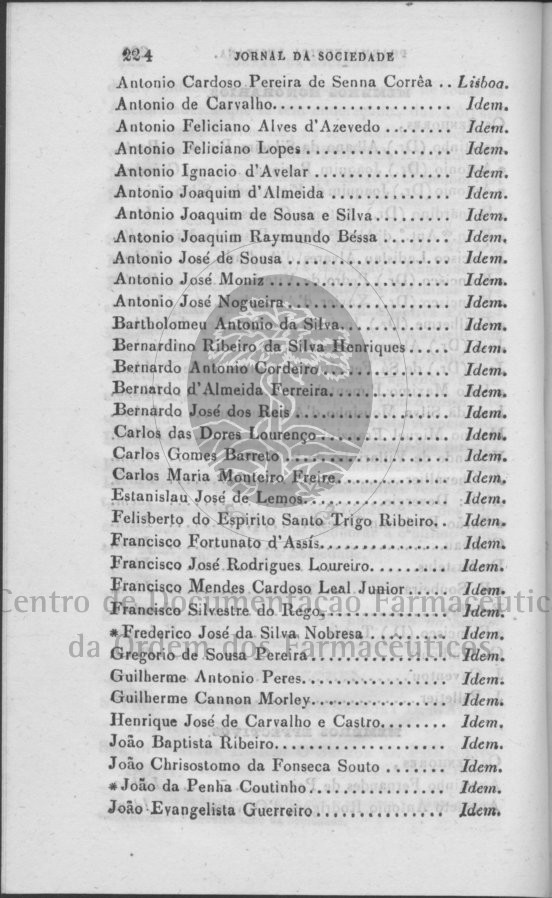 224 JORNAL DA SOCIEDADE
Antonio Cardoso Pereira de Senna Corrêa .. Lisboa.
Antonio de Carvalho.................... Idem.
Antonio Feliciano Alves d'Azevedo ........ Idem.
Antonio Feliciano Lopes ................. Idem.
Antonio Ignacio d'Avelar ................ Idem.
Antonio Joaquim d'Almeida .............. Idem.
Antonio Joaquim de Sousa e Silva ......... Idem.
Antonio Joaquim Raymundo Béssa ......... Idem.
Antonio José de Sousa ................... Idem.
Antonio José Moniz ..................... Idem.
Antonio José Nogueira ................... Idem.
Bartholomeu Antonio da Silva............. Idem.
Bernardino Ribeiro da Silva Henriques ..... Idem.
Bernardo Antonio Cordeiro ............... Idem.
Bernardo d'Almeida Ferreira.............. Idem.
Bernardo José dos Reis .................. Idem.
Carlos das Dores Lourenço ............... Idem.
Carlos Gomes Barreto ................... Idem.
Carlos Maria Monteiro Freire............. Idem.
Estanislau José de Lemos................. Idem.
Felisberto do Espirito Santo Trigo Ribeiro.. Idem.
Francisco Fortunato d'Assís............... Idem.
Francisco José Rodrigues Loureiro......... Idem.
Francisco Mendes Cardoso Leal Junior ..... Idem.
Centro de Documentação Farmacêutic
Francisco Silvestre do Rego............... Idem.
*Frederico José da Silva Nobresa ......... Idem.
da Ordem dos Farmacêuticos
Gregorio de Sousa Pereira................ Idem.
Guilherme Antonio Peres................. Idem.
Guilherme Cannon Morley................ Idem.
Henrique José de Carvalho e Castro........ Idem.
João Baptista Ribeiro.................... Idem.
João Chrisostomo da Fonseca Souto ....... Idem.
*João da Penha Coutinho ................ Idem.
João Evangelista Guerreiro ............... Idem.